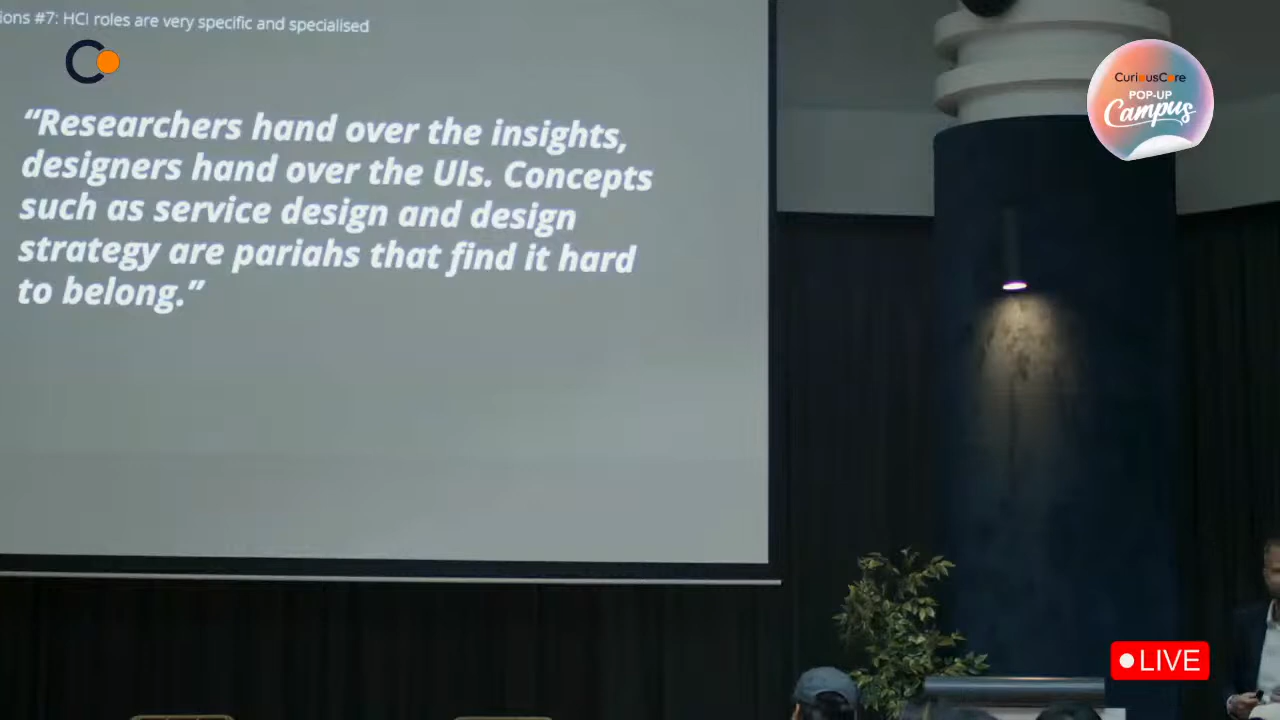 ions #7: HCI roles are very specific and specialised
“Researchers hand over the insights,
designers hand over the UIs. Concepts
such as service design and design
strategy are pariahs that find it hard
to belong.”
CuriousCore
POP-UP
Campus
LIVE